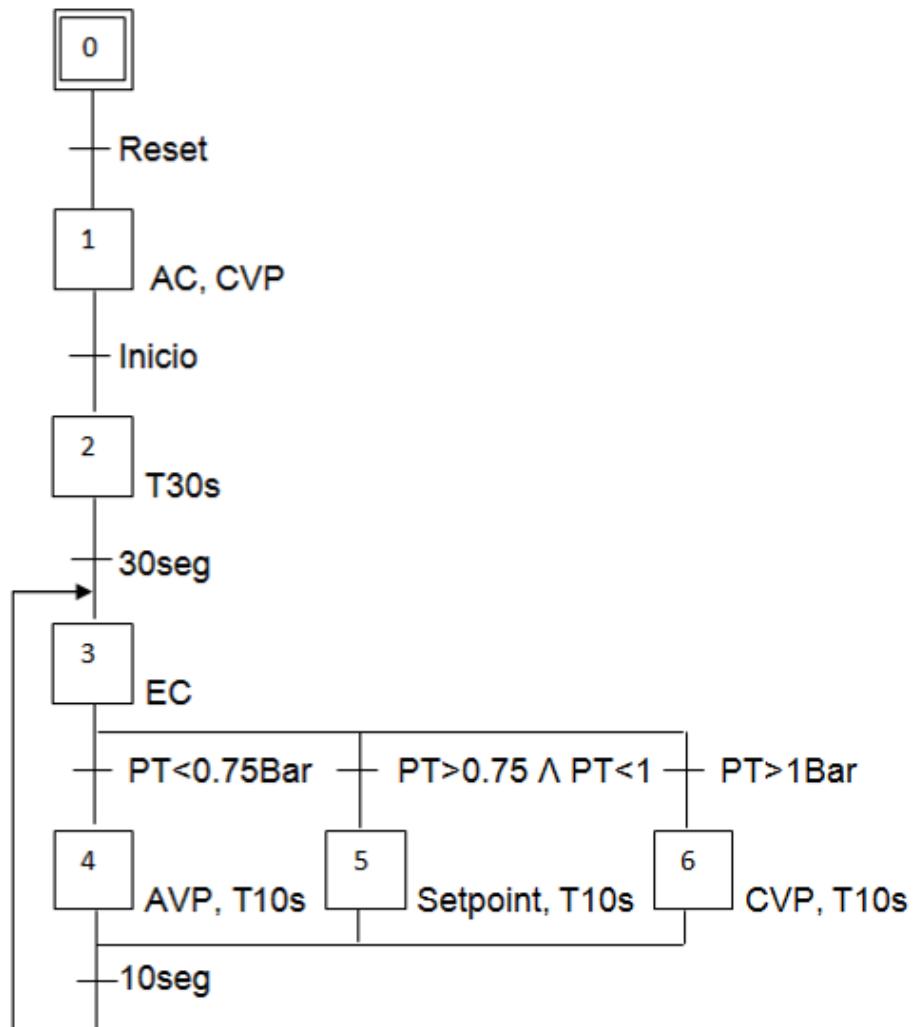 0
Reset
1
AC, CVP
Inicio
2
T30s
30seg
3
EC
PT<0.75Bar
PT>0.75 Λ PT<1
PT>1Bar
4
AVP, T10s
5
Setpoint, T10s
6
CVP, T10s
10seg